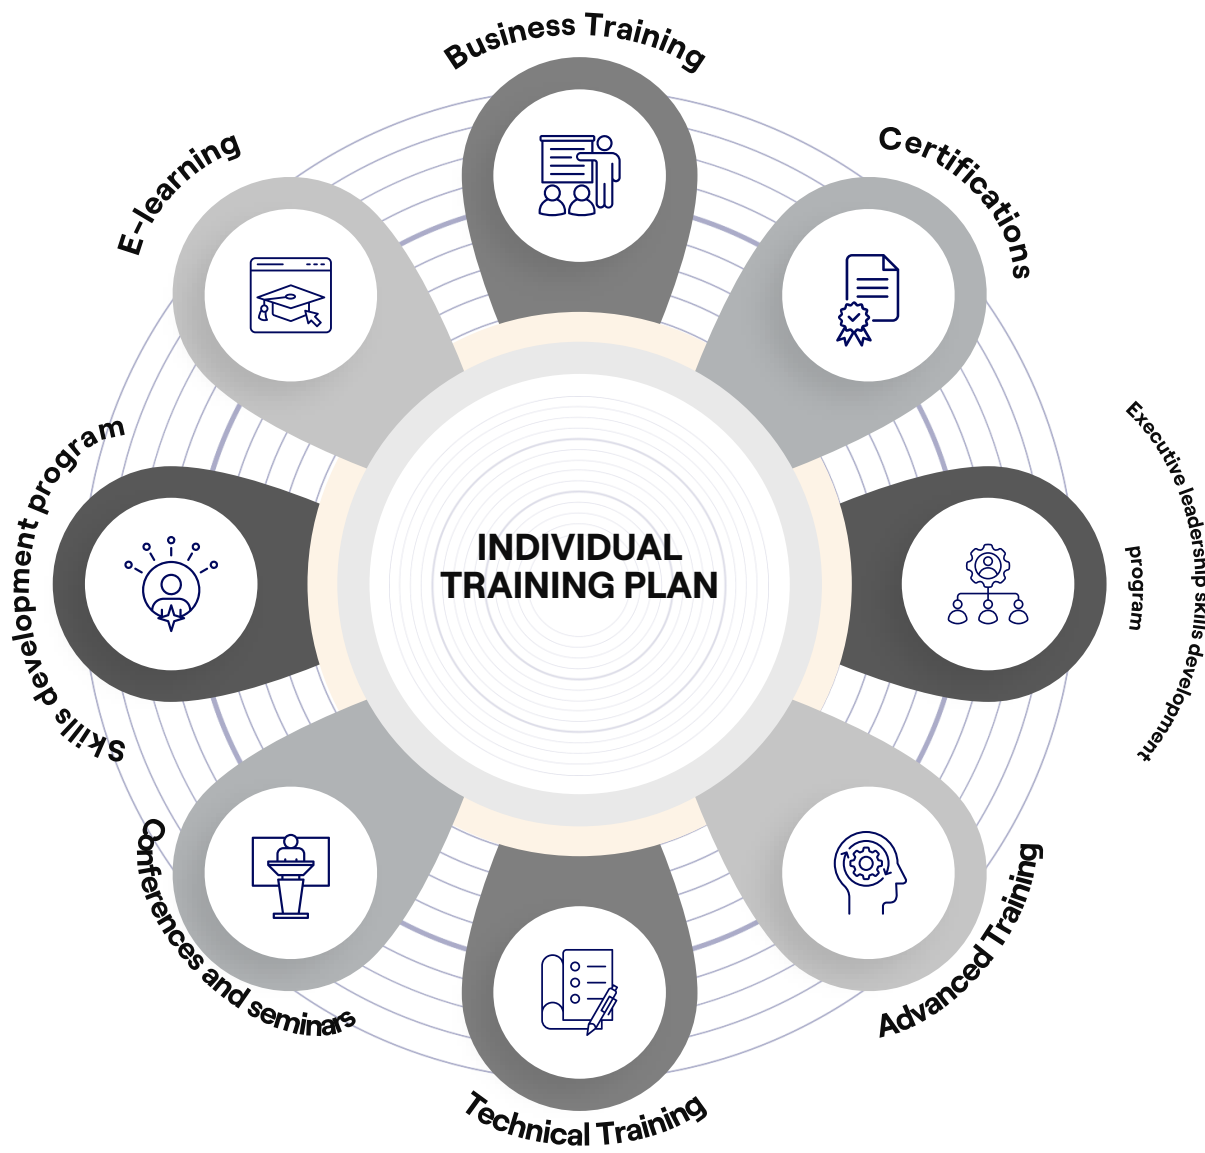 Business Training
Certifications
Executive leadership skills development
program
Advanced Training
Technical Training
Conferences and seminars
Skills development program
E-learning
INDIVIDUAL
TRAINING PLAN